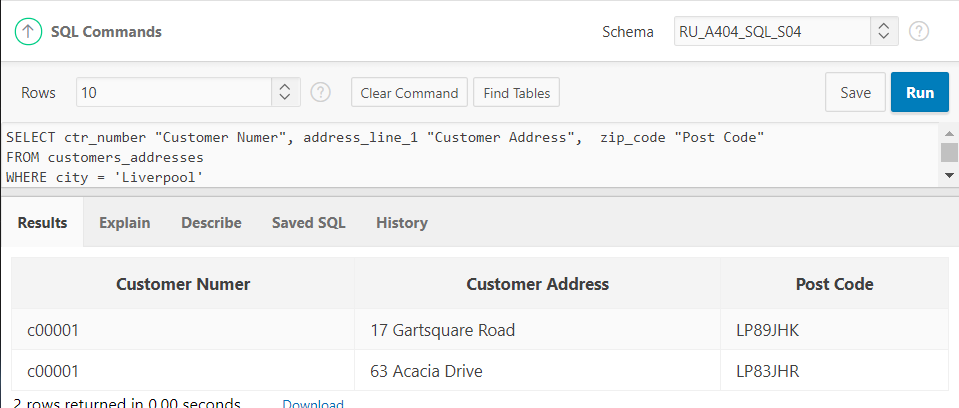 SQL Commands Schema RU_A404_SQL_S04 ?
Rows 10 ? Clear Command Find Tables Save Run
SELECT ctr_number "Customer Numer", address_line_1 "Customer Address",  zip_code "Post Code"
FROM customers_addresses
WHERE city = 'Liverpool'
Results Explain Describe Saved SQL History
Customer Numer Customer Address Post Code
c00001 17 Gartsquare Road LP89JHK
c00001 63 Acacia Drive LP83JHR
2 rows returned in 0.00 seconds Download